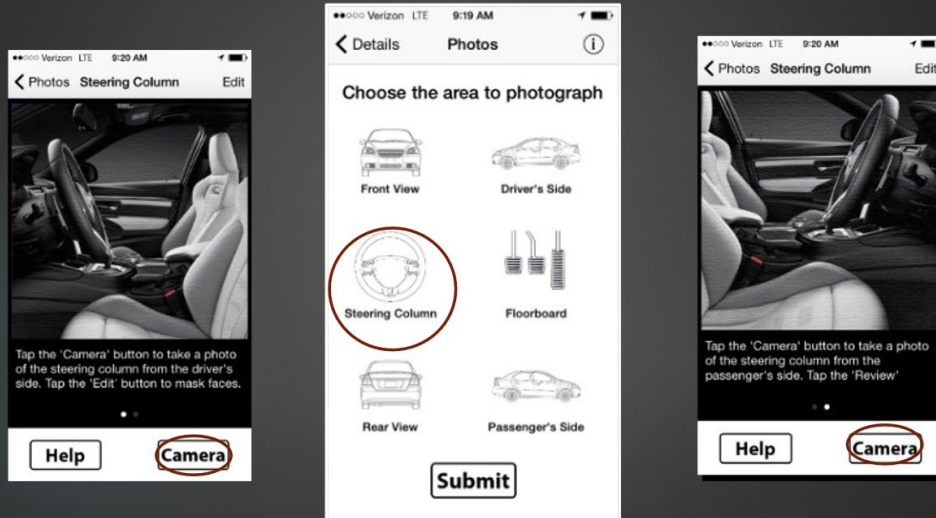 ●●○○○ Verizon LTE 9:20 AM
Photos Steering Column Edit
Tap the 'Camera' button to take a photo
of the steering column from the driver's
side. Tap the 'Edit' button to mask faces.
Help Camera
●●○○○ Verizon LTE 9:19 AM
Details Photos
Choose the area to photograph
Front View Driver's Side
Steering Column Floorboard
Rear View Passenger's Side
Submit
●●○○○ Verizon LTE 9:20 AM
Photos Steering Column Edit
Tap the 'Camera' button to take a photo
of the steering column from the
passenger's side. Tap the 'Review'
Help Camera